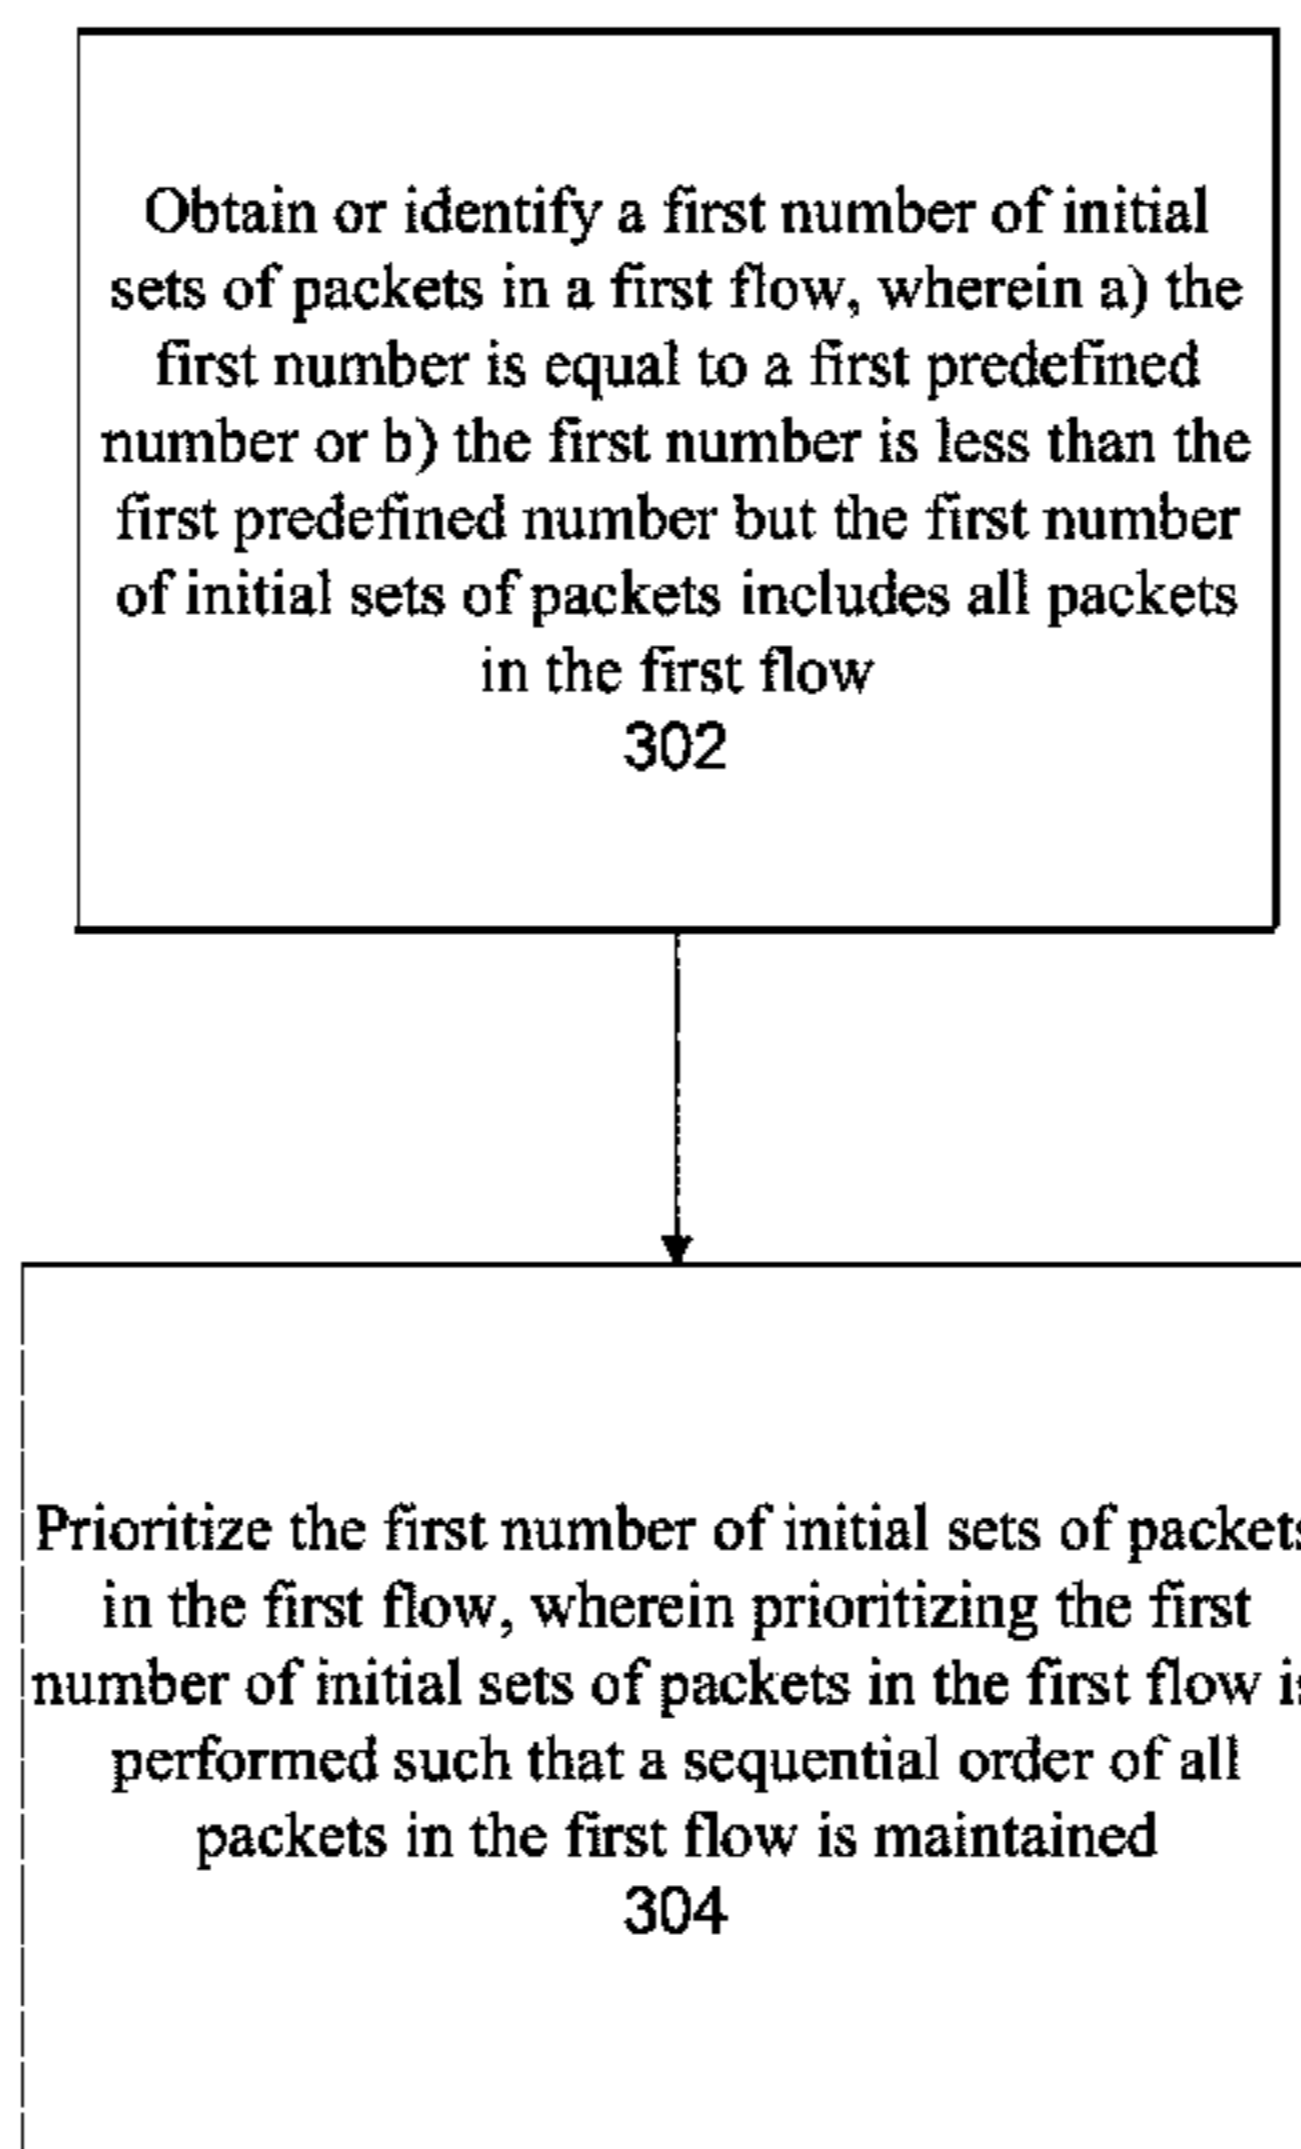 Obtain or identify a first number of initial
sets of packets in a first flow, wherein a) the
first number is equal to a first predefined
number or b) the first number is less than the
first predefined number but the first number
of initial sets of packets includes all packets
in the first flow
302
Prioritize the first number of initial sets of packets
in the first flow, wherein prioritizing the first
number of initial sets of packets in the first flow is
performed such that a sequential order of all
packets in the first flow is maintained
304